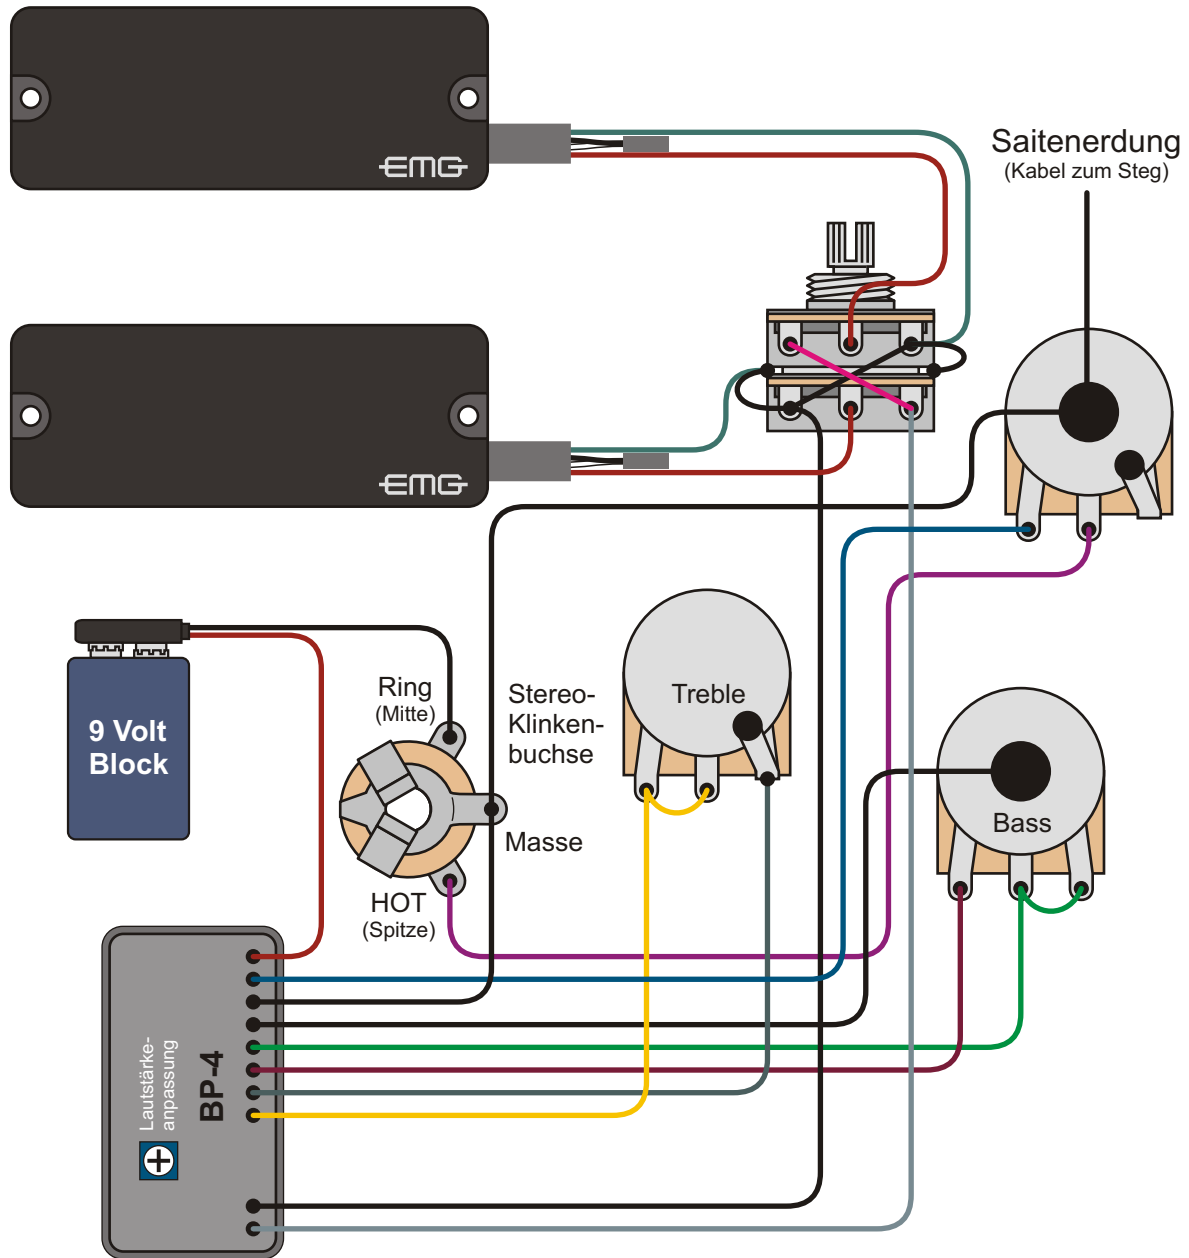 EMG
Saitenerdung
(Kabel zum Steg)
EMG
9 Volt
Block
Ring
(Mitte)
Stereo-
Klinken-
buchse
Treble
Masse
HOT
(Spitze)
Bass
Lautstärke-
anpassung
BP-4